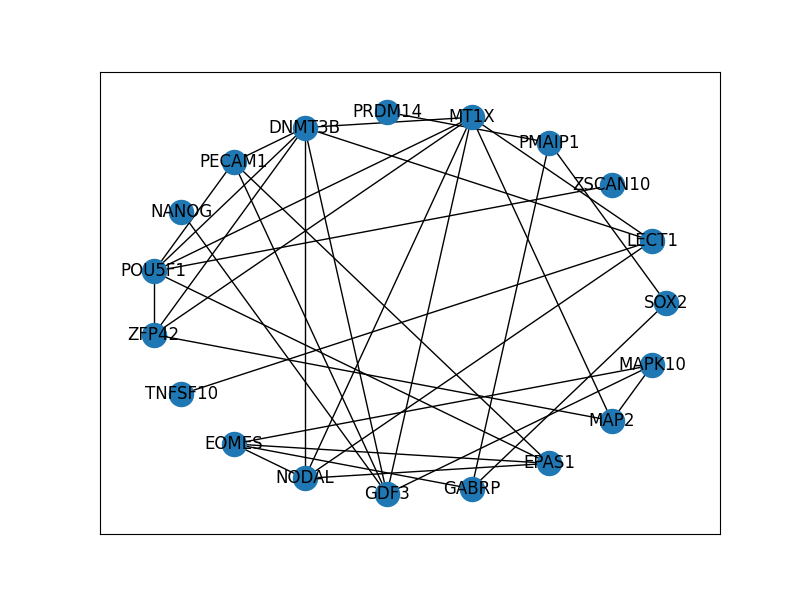 PRDM14
MT1X
DNMT3B
PMAIP1
PECAM1
ZSCAN10
NANOG
LECT1
POU5F1
SOX2
ZFP42
MAPK10
TNFSF10
MAP2
EOMES
EPAS1
NODAL
GABRP
GDF3